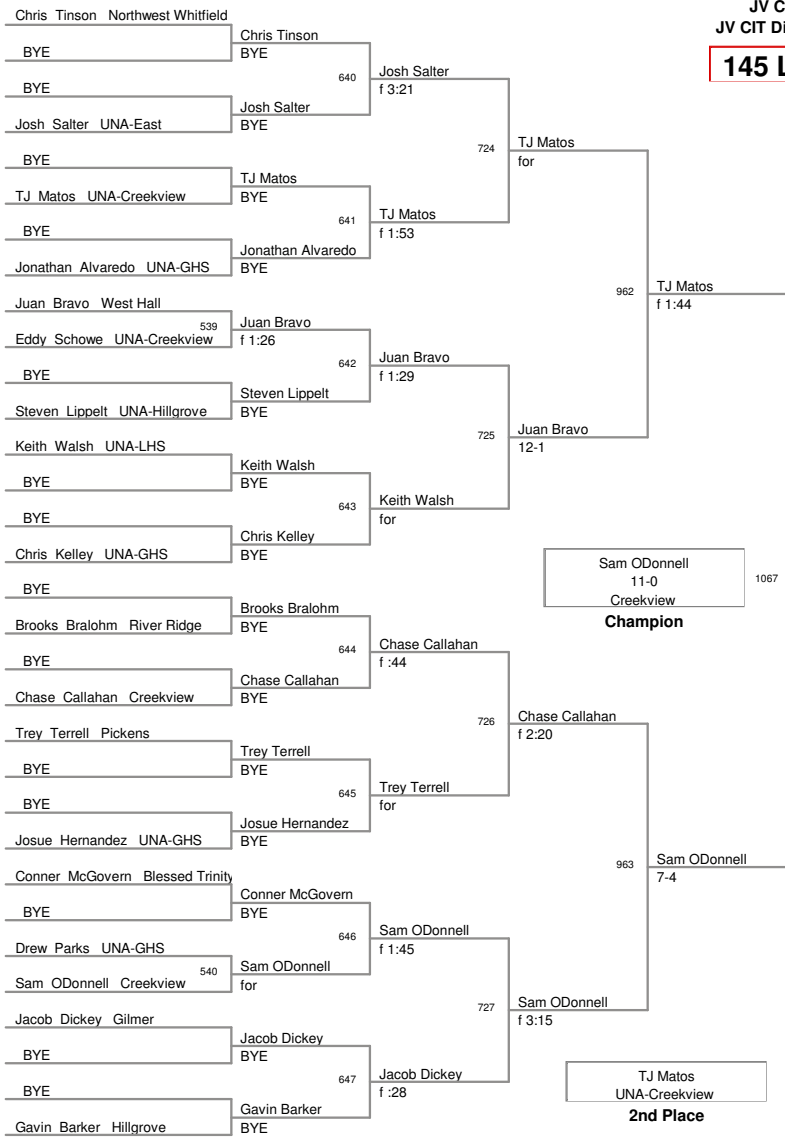 JV C
JV CIT Di
145 L
Chris Tinson Northwest Whitfield
BYE
Chris Tinson
BYE
BYE
Josh Salter UNA-East
Josh Salter
BYE
640
Josh Salter
f 3:21
BYE
TJ Matos UNA-Creekview
TJ Matos
BYE
BYE
Jonathan Alvaredo UNA-GHS
Jonathan Alvaredo
BYE
641
TJ Matos
f 1:53
724
TJ Matos
for
Juan Bravo West Hall
539
Eddy Schowe UNA-Creekview
Juan Bravo
f 1:26
BYE
Steven Lippelt UNA-Hillgrove
Steven Lippelt
BYE
642
Juan Bravo
f 1:29
Keith Walsh UNA-LHS
BYE
Keith Walsh
BYE
BYE
Chris Kelley UNA-GHS
Chris Kelley
BYE
643
Keith Walsh
for
725
Juan Bravo
12-1
962
TJ Matos
f 1:44
Sam ODonnell
11-0
Creekview
1067
Champion
BYE
Brooks Bralohm River Ridge
Brooks Bralohm
BYE
BYE
Chase Callahan Creekview
Chase Callahan
BYE
644
Chase Callahan
f :44
Trey Terrell Pickens
BYE
Trey Terrell
BYE
BYE
Josue Hernandez UNA-GHS
Josue Hernandez
BYE
645
Trey Terrell
for
726
Chase Callahan
f 2:20
Conner McGovern Blessed Trinity
BYE
Conner McGovern
BYE
Drew Parks UNA-GHS
540
Sam ODonnell Creekview
Sam ODonnell
for
646
Sam ODonnell
f 1:45
Jacob Dickey Gilmer
BYE
Jacob Dickey
BYE
BYE
Gavin Barker Hillgrove
Gavin Barker
BYE
647
Jacob Dickey
f :28
727
Sam ODonnell
f 3:15
963
Sam ODonnell
7-4
TJ Matos
UNA-Creekview
2nd Place